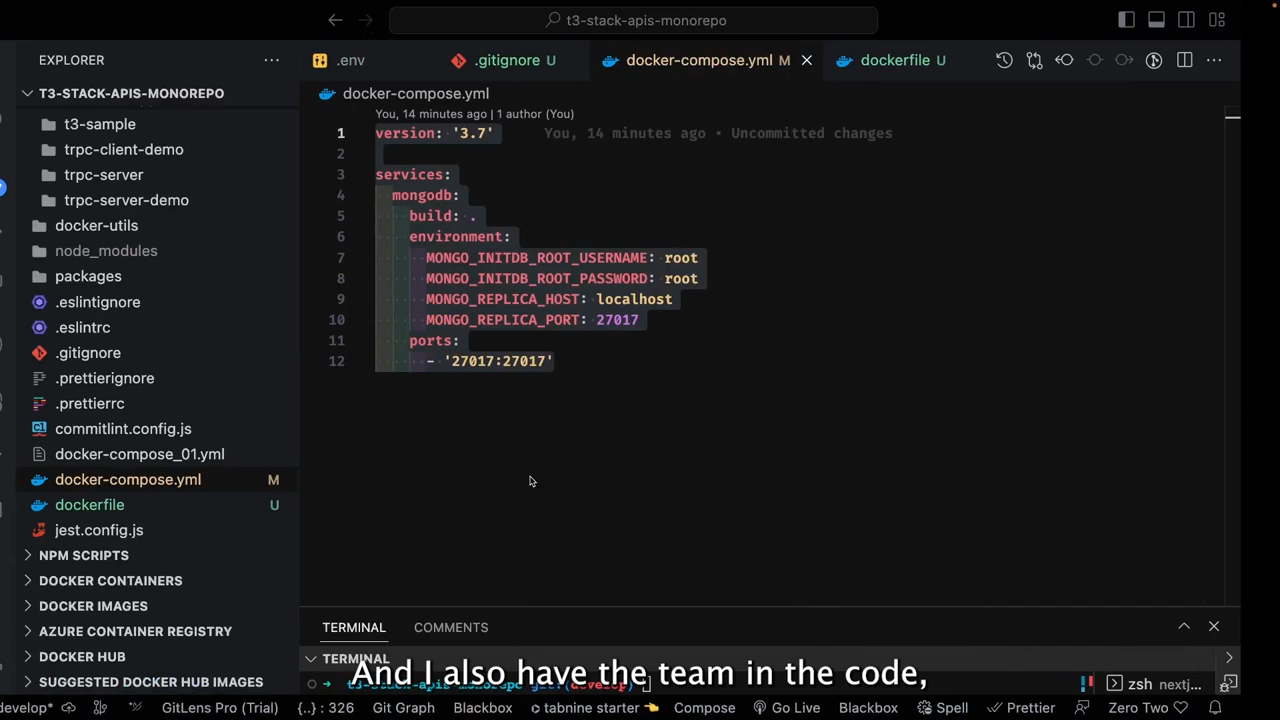 t3-stack-apis-monorepo
EXPLORER
.env
.gitignore U
docker-compose.yml M
dockerfile U
T3-STACK-APIS-MONOREPO
docker-compose.yml
You, 14 minutes ago | 1 author (You)
t3-sample
trpc-client-demo
trpc-server
trpc-server-demo
docker-utils
node_modules
packages
.eslintignore
.eslintrc
.gitignore
.prettierignore
.prettierrc
commitlint.config.js
docker-compose_01.yml
docker-compose.yml M
dockerfile U
jest.config.js
NPM SCRIPTS
DOCKER CONTAINERS
DOCKER IMAGES
AZURE CONTAINER REGISTRY
DOCKER HUB
SUGGESTED DOCKER HUB IMAGES
1 version: '3.7' You, 14 minutes ago • Uncommitted changes
2
3 services:
4 mongodb:
5 build: .
6 environment:
7 MONGO_INITDB_ROOT_USERNAME: root
8 MONGO_INITDB_ROOT_PASSWORD: root
9 MONGO_REPLICA_HOST: localhost
10 MONGO_REPLICA_PORT: 27017
11 ports:
12 - '27017:27017'
TERMINAL COMMENTS
TERMINAL
t3-stack-apis-monorepo git:(develop)
And I also have the team in the code,
zsh nextj...
develop* 326 GitLens Pro (Trial) Git Graph Blackbox tabnine starter Compose Go Live Blackbox Spell Prettier Zero Two